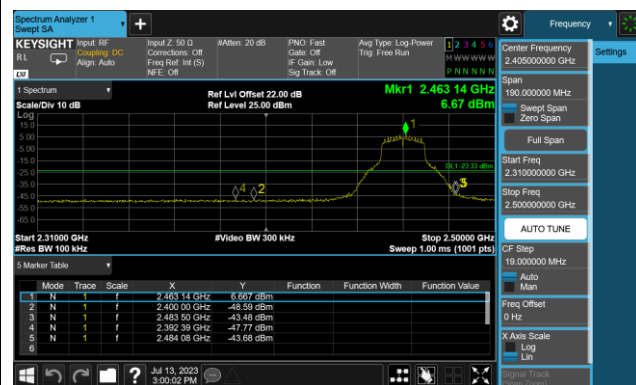 Spectrum Analyzer 1
Swept SA
+
Frequency
KEYSIGHT
RL
LXI
Input: RF
Coupling: DC
Align: Auto
Input Z: 50 Ω
Corrections: Off
Freq Ref: Int (S)
NFE: Off
#Atten: 20 dB
PNO: Fast
Gate: Off
IF Gain: Low
Sig Track: Off
Avg Type: Log-Power
Trig: Free Run
1 2 3 4 5 6
M W W W W W
P N N N N N
1 Spectrum
Scale/Div 10 dB
Ref Lvl Offset 22.00 dB
Ref Level 25.00 dBm
Mkr1 2.463 14 GHz
6.67 dBm
Log
15.0
5.00
-5.00
-15.0
-25.0
-35.0
-45.0
-55.0
-65.0
1
DL1 -23.33 dBm
4
2
Start 2.31000 GHz
#Res BW 100 kHz
#Video BW 300 kHz
Stop 2.50000 GHz
Sweep 1.00 ms (1001 pts)
5 Marker Table
Mode Trace Scale X Y Function Function Width Function Value
1 N 1 f 2.463 14 GHz 6.667 dBm
2 N 1 f 2.400 00 GHz -48.59 dBm
3 N 1 f 2.483 50 GHz -43.48 dBm
4 N 1 f 2.392 39 GHz -47.77 dBm
5 N 1 f 2.484 08 GHz -43.68 dBm
6
Jul 13, 2023
3:00:02 PM
?
Center Frequency
2.405000000 GHz
Span
190.000000 MHz
Swept Span
Zero Span
Full Span
Start Freq
2.310000000 GHz
Stop Freq
2.500000000 GHz
AUTO TUNE
CF Step
19.000000 MHz
Auto
Man
Freq Offset
0 Hz
X Axis Scale
Log
Lin
Signal Track
Settings